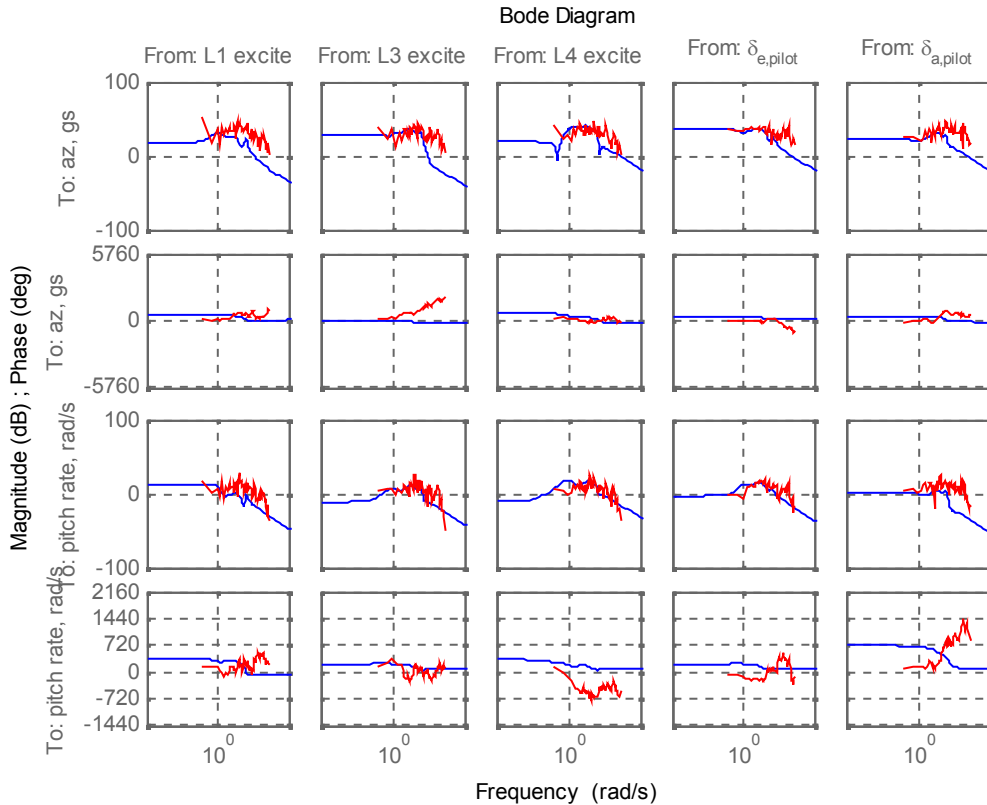 Bode Diagram
From: L1 excite
From: L3 excite
From: L4 excite
From: δe,pilot
From: δa,pilot
Magnitude (dB) ; Phase (deg)
To: az, gs
100
0
-100
To: az, gs
5760
0
-5760
To: pitch rate, rad/s
100
0
-100
To: pitch rate, rad/s
2160
1440
720
0
-720
-1440
10^0
10^0
10^0
10^0
10^0
Frequency (rad/s)